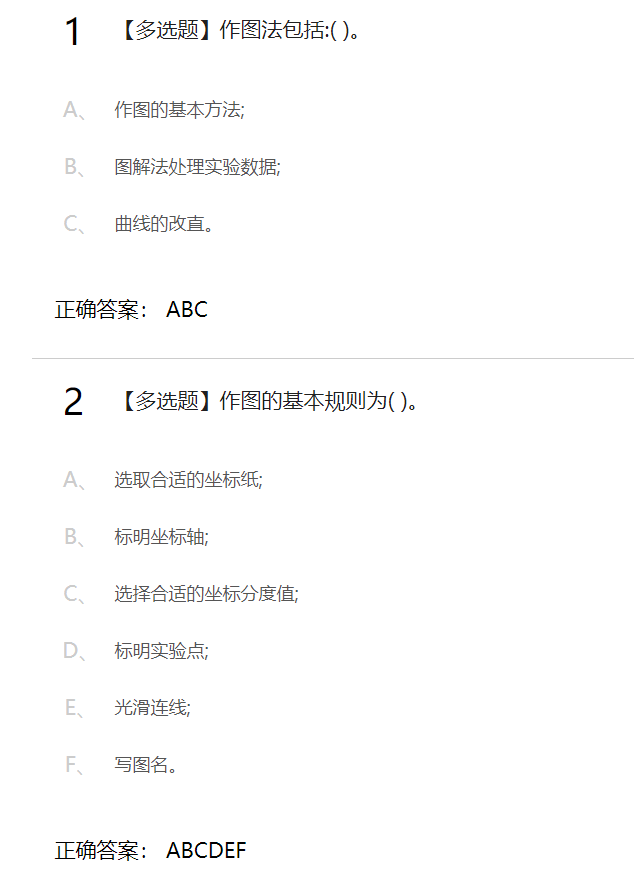 1 【多选题】作图法包括:( )。
A、 作图的基本方法;
B、 图解法处理实验数据;
C、 曲线的改直。
正确答案： ABC
2 【多选题】作图的基本规则为( )。
A、 选取合适的坐标纸;
B、 标明坐标轴;
C、 选择合适的坐标分度值;
D、 标明实验点;
E、 光滑连线;
F、 写图名。
正确答案： ABCDEF